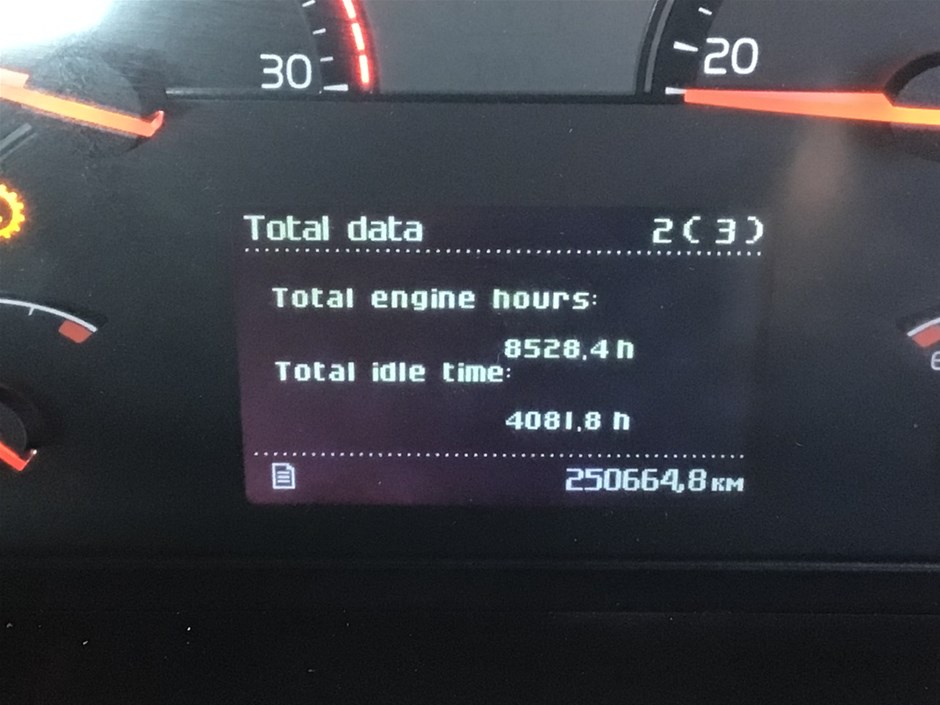 30
20
Total data 2( 3 )
Total engine hours:
8528,4 h
Total idle time:
4081,8 h
250664,8 км